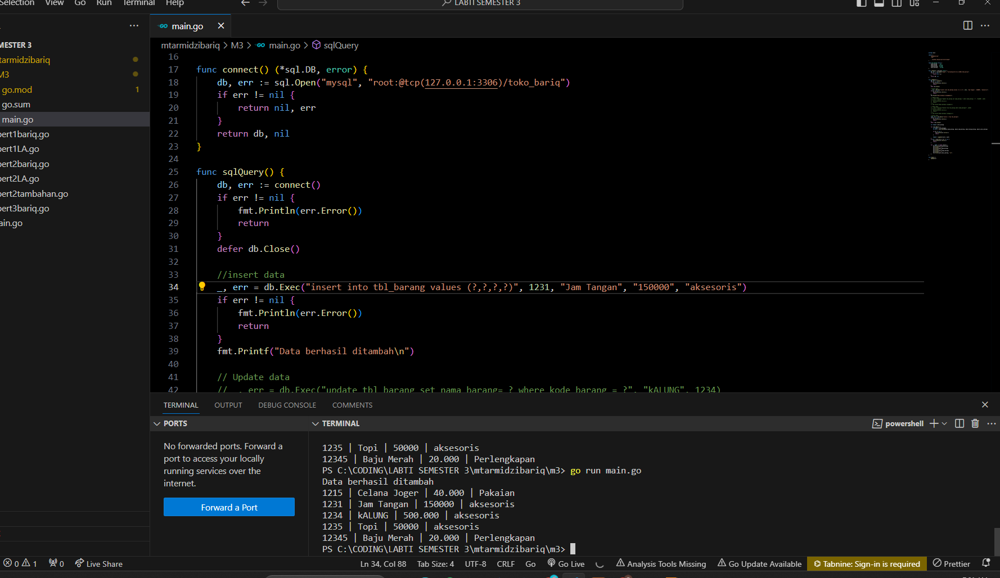 Selection View Go Run Terminal Help
LABTI SEMESTER 3
main.go
MESTER 3
mtarmidzibariq > M3 > main.go > sqlQuery
tarmidzibariq
M3
go.mod 1
go.sum
main.go
pert1bariq.go
pert1LA.go
pert2bariq.go
pert2LA.go
pert2tambahan.go
pert3bariq.go
ain.go
16
17 func connect() (*sql.DB, error) {
18 db, err := sql.Open("mysql", "root:@tcp(127.0.0.1:3306)/toko_bariq")
19 if err != nil {
20 return nil, err
21 }
22 return db, nil
23 }
24
25 func sqlQuery() {
26 db, err := connect()
27 if err != nil {
28 fmt.Println(err.Error())
29 return
30 }
31 defer db.Close()
32
33 //insert data
34 _, err = db.Exec("insert into tbl_barang values (?,?,?,?)", 1231, "Jam Tangan", "150000", "aksesoris")
35 if err != nil {
36 fmt.Println(err.Error())
37 return
38 }
39 fmt.Printf("Data berhasil ditambah\n")
40
41 // Update data
42 // _, err = db.Exec("update tbl_barang set nama_barang= ? where kode_barang = ?", "kALUNG", 1234)
TERMINAL OUTPUT DEBUG CONSOLE COMMENTS
PORTS
No forwarded ports. Forward a
port to access your locally
running services over the
internet.
Forward a Port
TERMINAL
powershell
1235 | Topi | 50000 | aksesoris
12345 | Baju Merah | 20.000 | Perlengkapan
PS C:\CODING\LABTI SEMESTER 3\mtarmidzibariq\m3> go run main.go
Data berhasil ditambah
1215 | Celana Joger | 40.000 | Pakaian
1231 | Jam Tangan | 150000 | aksesoris
1234 | kALUNG | 500.000 | aksesoris
1235 | Topi | 50000 | aksesoris
12345 | Baju Merah | 20.000 | Perlengkapan
PS C:\CODING\LABTI SEMESTER 3\mtarmidzibariq\m3>
0 1 0 Live Share Ln 34, Col 88 Tab Size: 4 UTF-8 CRLF Go Go Live Analysis Tools Missing Go Update Available Tabnine: Sign-in is required Prettier